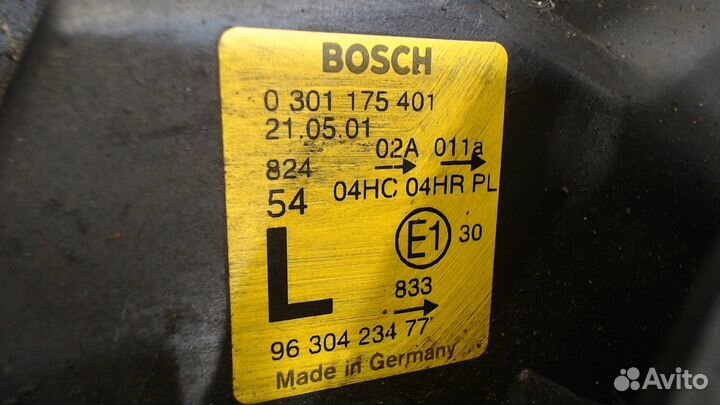 BOSCH
0 301 175 401
21.05.01
824 02A 011a
54 04HC 04HR PL
L E1 30
833
96 304 234 77
Made in Germany
Avito